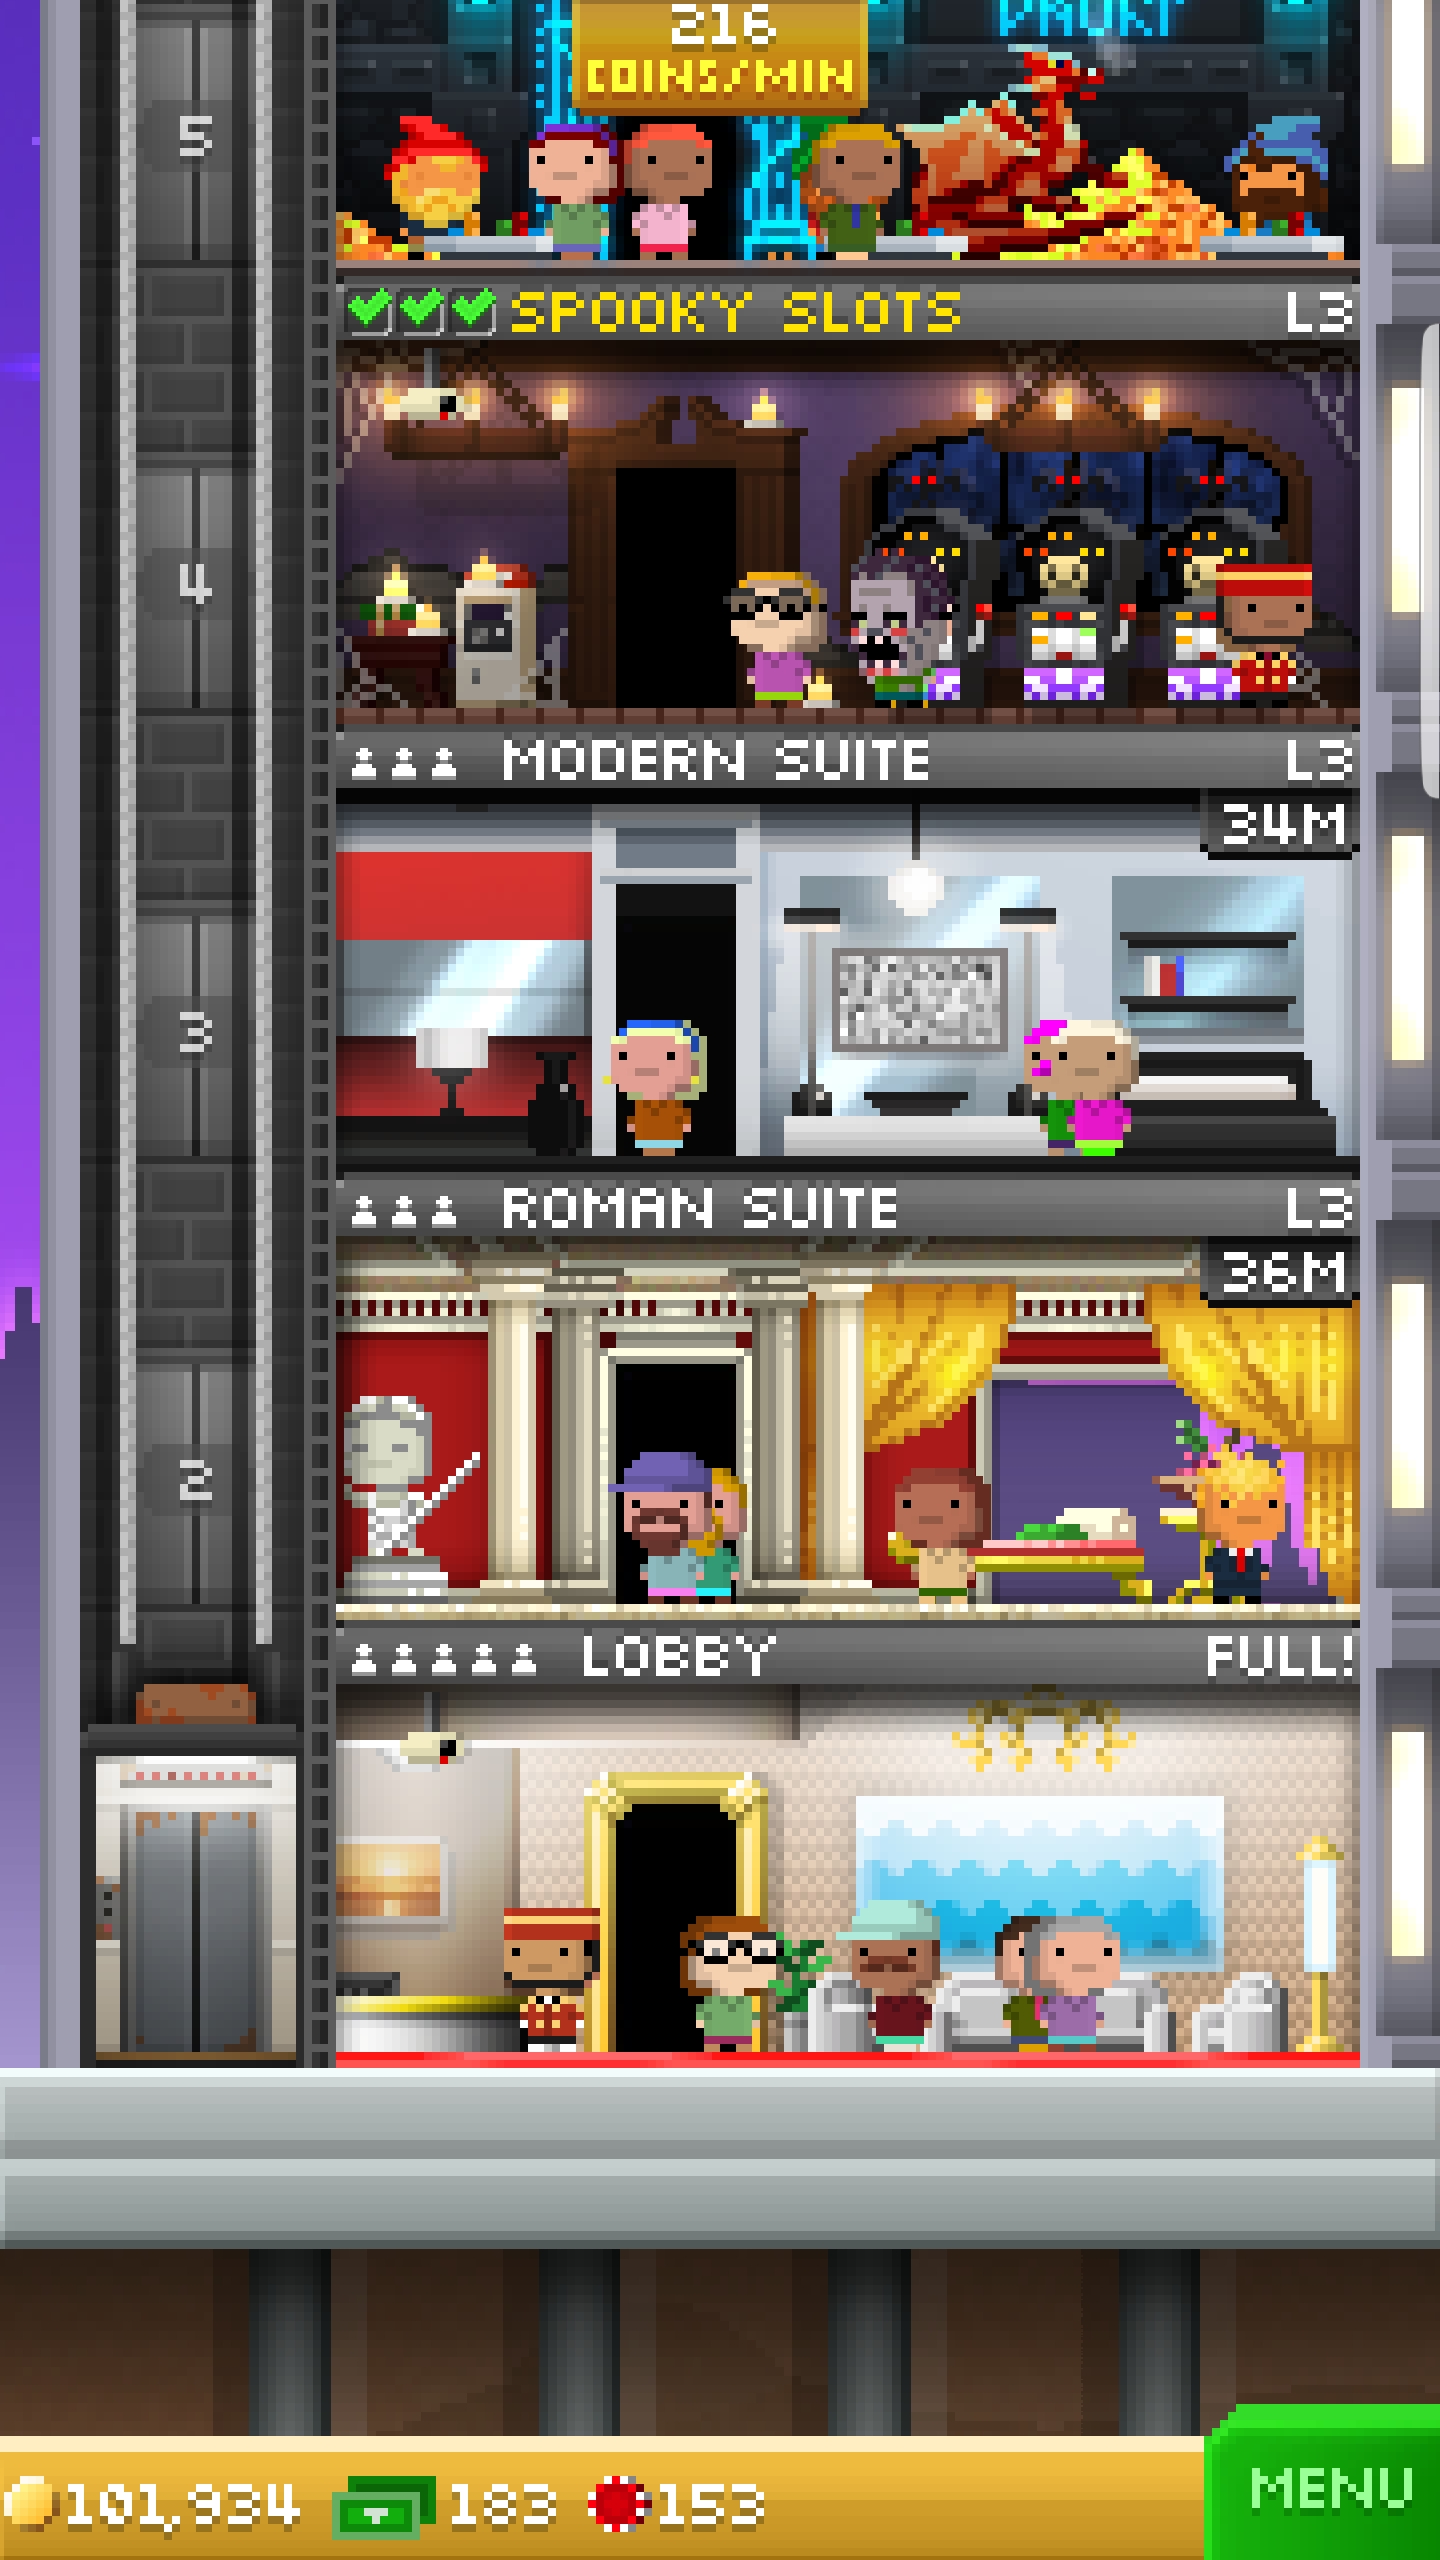 216
COINS/MIN
5
SPOOKY SLOTS L3
4
MODERN SUITE L3
34M
3
ROMAN SUITE L3
36M
2
LOBBY FULL!
101,934 183 153
MENU